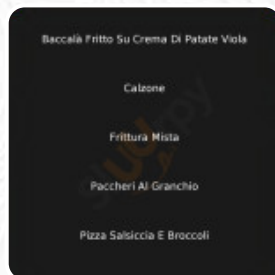 Baccalà Fritto Su Crema Di Patate Viola
Calzone
Frittura Mista
Paccheri Al Granchio
Pizza Salsiccia E Broccoli